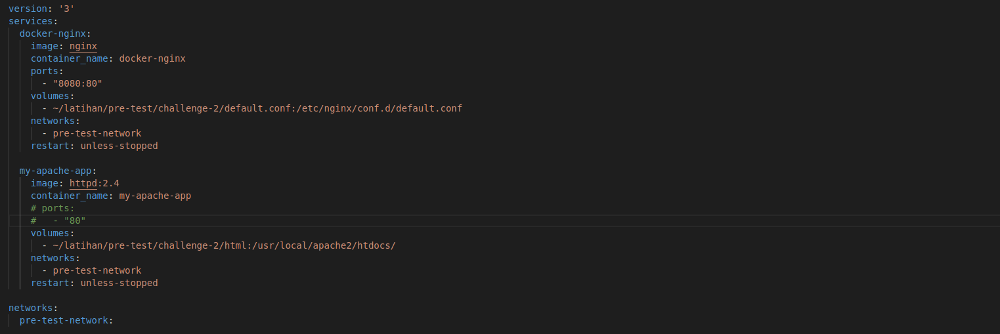 version: '3'
services:
  docker-nginx:
    image: nginx
    container_name: docker-nginx
    ports:
      - "8080:80"
    volumes:
      - ~/latihan/pre-test/challenge-2/default.conf:/etc/nginx/conf.d/default.conf
    networks:
      - pre-test-network
    restart: unless-stopped

  my-apache-app:
    image: httpd:2.4
    container_name: my-apache-app
    # ports:
    #   - "80"
    volumes:
      - ~/latihan/pre-test/challenge-2/html:/usr/local/apache2/htdocs/
    networks:
      - pre-test-network
    restart: unless-stopped

networks:
  pre-test-network: